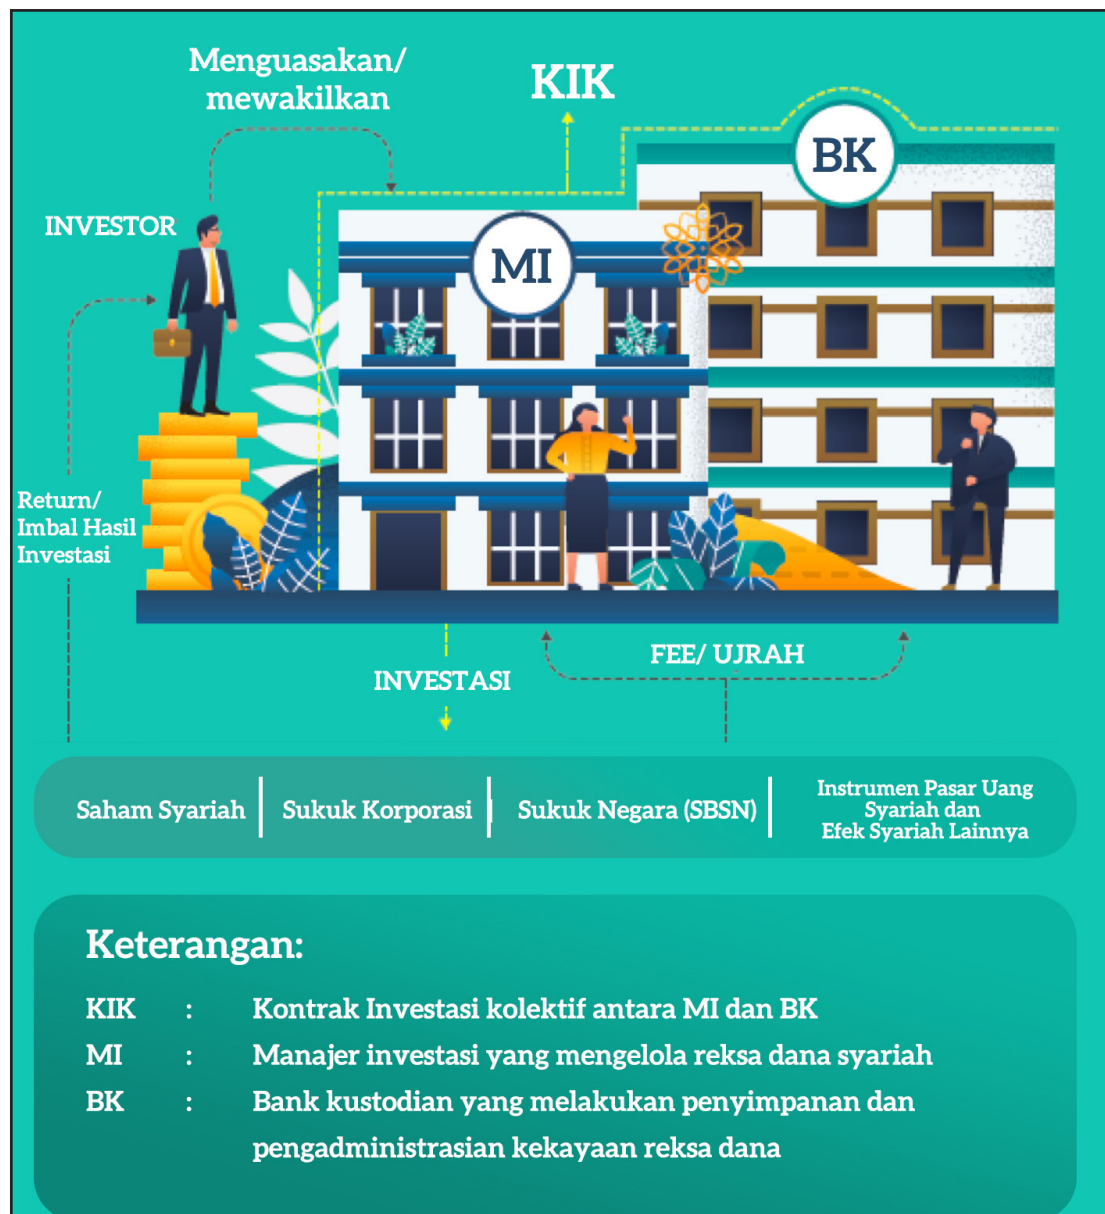 Menguasakan/
mewakilkan
KIK
BK
INVESTOR
MI
Return/
Imbal Hasil
Investasi
FEE/ UJRAH
INVESTASI
Saham Syariah | Sukuk Korporasi | Sukuk Negara (SBSN) | Instrumen Pasar Uang
Syariah dan
Efek Syariah Lainnya
Keterangan:
KIK : Kontrak Investasi kolektif antara MI dan BK
MI : Manajer investasi yang mengelola reksa dana syariah
BK : Bank kustodian yang melakukan penyimpanan dan
pengadministrasian kekayaan reksa dana